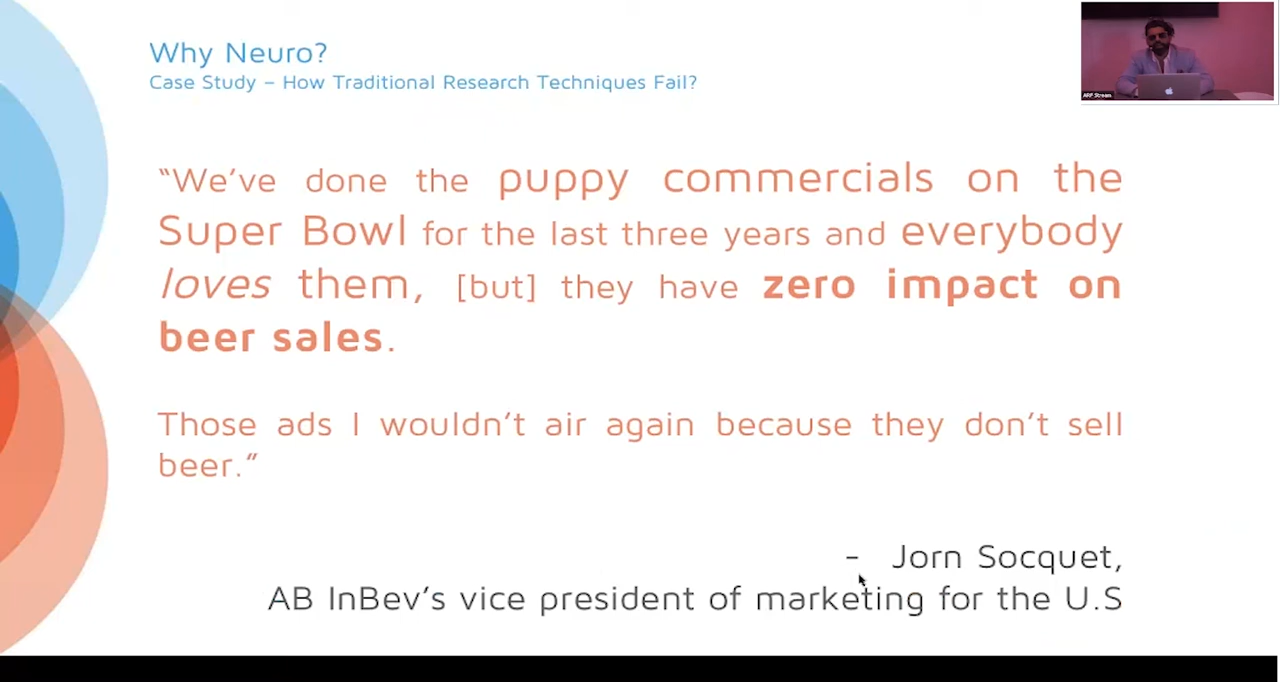 Why Neuro?
Case Study – How Traditional Research Techniques Fail?
“We’ve done the puppy commercials on the
Super Bowl for the last three years and everybody
loves them, [but] they have zero impact on
beer sales.
Those ads I wouldn’t air again because they don’t sell
beer.”
- Jorn Socquet,
AB InBev’s vice president of marketing for the U.S
ARF Stream